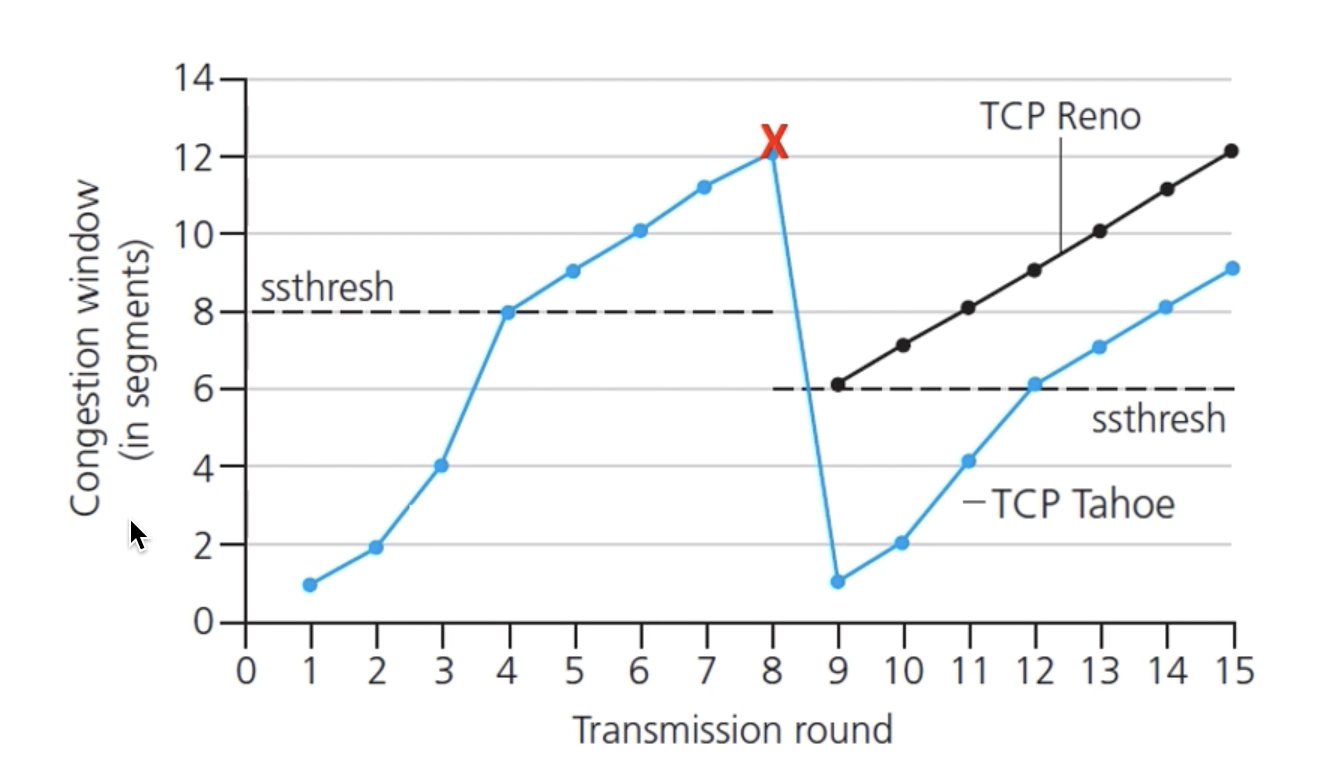 14
TCP Reno
X
12
10
ssthresh
8
6
ssthresh
4
TCP Tahoe
2
0
Congestion window
(in segments)
0 1 2 3 4 5 6 7 8 9 10 11 12 13 14 15
Transmission round